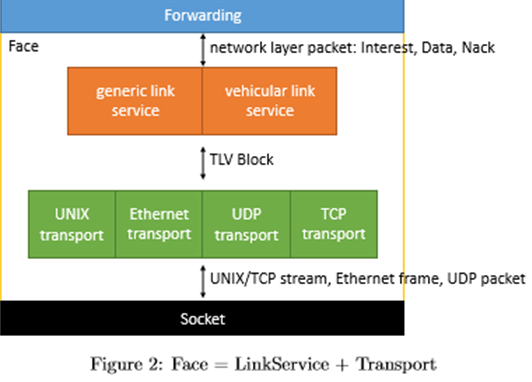 Forwarding
Face
network layer packet: Interest, Data, Nack
generic link
service
vehicular link
service
TLV Block
UNIX
transport
Ethernet
transport
UDP
transport
TCP
transport
UNIX/TCP stream, Ethernet frame, UDP packet
Socket
Figure 2: Face = LinkService + Transport